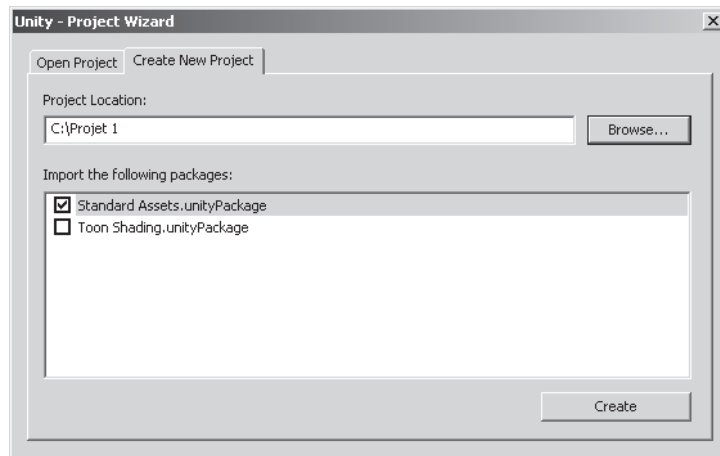 Unity - Project Wizard
Open Project
Create New Project
Project Location:
C:\Projet 1
Browse...
Import the following packages:
Standard Assets.unityPackage
Toon Shading.unityPackage
Create